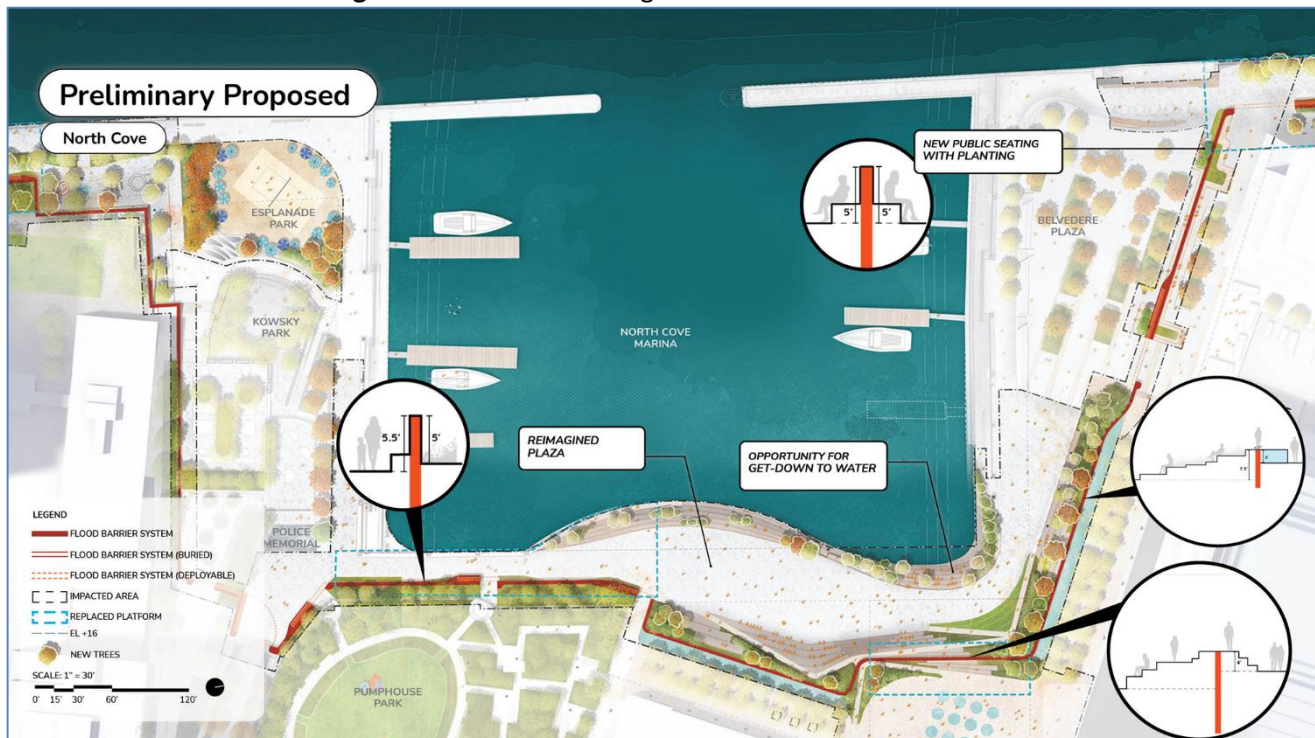 Preliminary Proposed
North Cove
NEW PUBLIC SEATING
WITH PLANTING
5' 5'
ESPLANADE
PARK
BELVEDERE
PLAZA
KOWSKY
PARK
NORTH COVE
MARINA
5.5' 5'
REIMAGINED
PLAZA
OPPORTUNITY FOR
GET-DOWN TO WATER
POLICE
MEMORIAL
PUMPHOUSE
PARK
4'
LEGEND
FLOOD BARRIER SYSTEM
FLOOD BARRIER SYSTEM (BURIED)
FLOOD BARRIER SYSTEM (DEPLOYABLE)
IMPACTED AREA
REPLACED PLATFORM
EL +16
NEW TREES
SCALE: 1" = 30'
0' 15' 30' 60' 120'